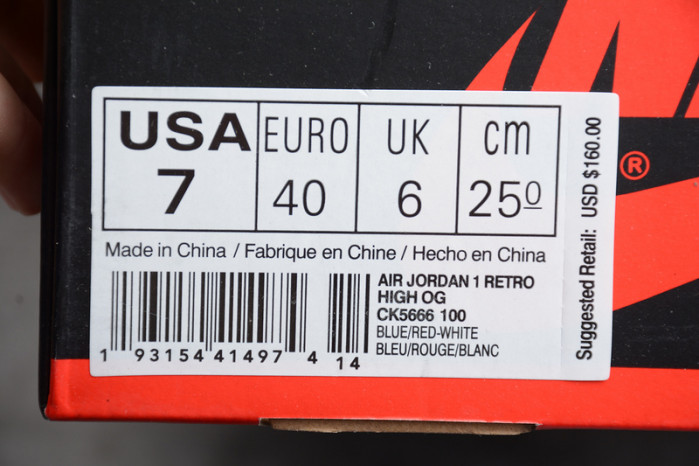 USA EURO UK cm
7 40 6 25º
Made in China / Fabrique en Chine / Hecho en China
AIR JORDAN 1 RETRO
HIGH OG
CK5666 100
BLUE/RED-WHITE
BLEU/ROUGE/BLANC
1 93154 41497 4 14
Suggested Retail: USD $160.00
®